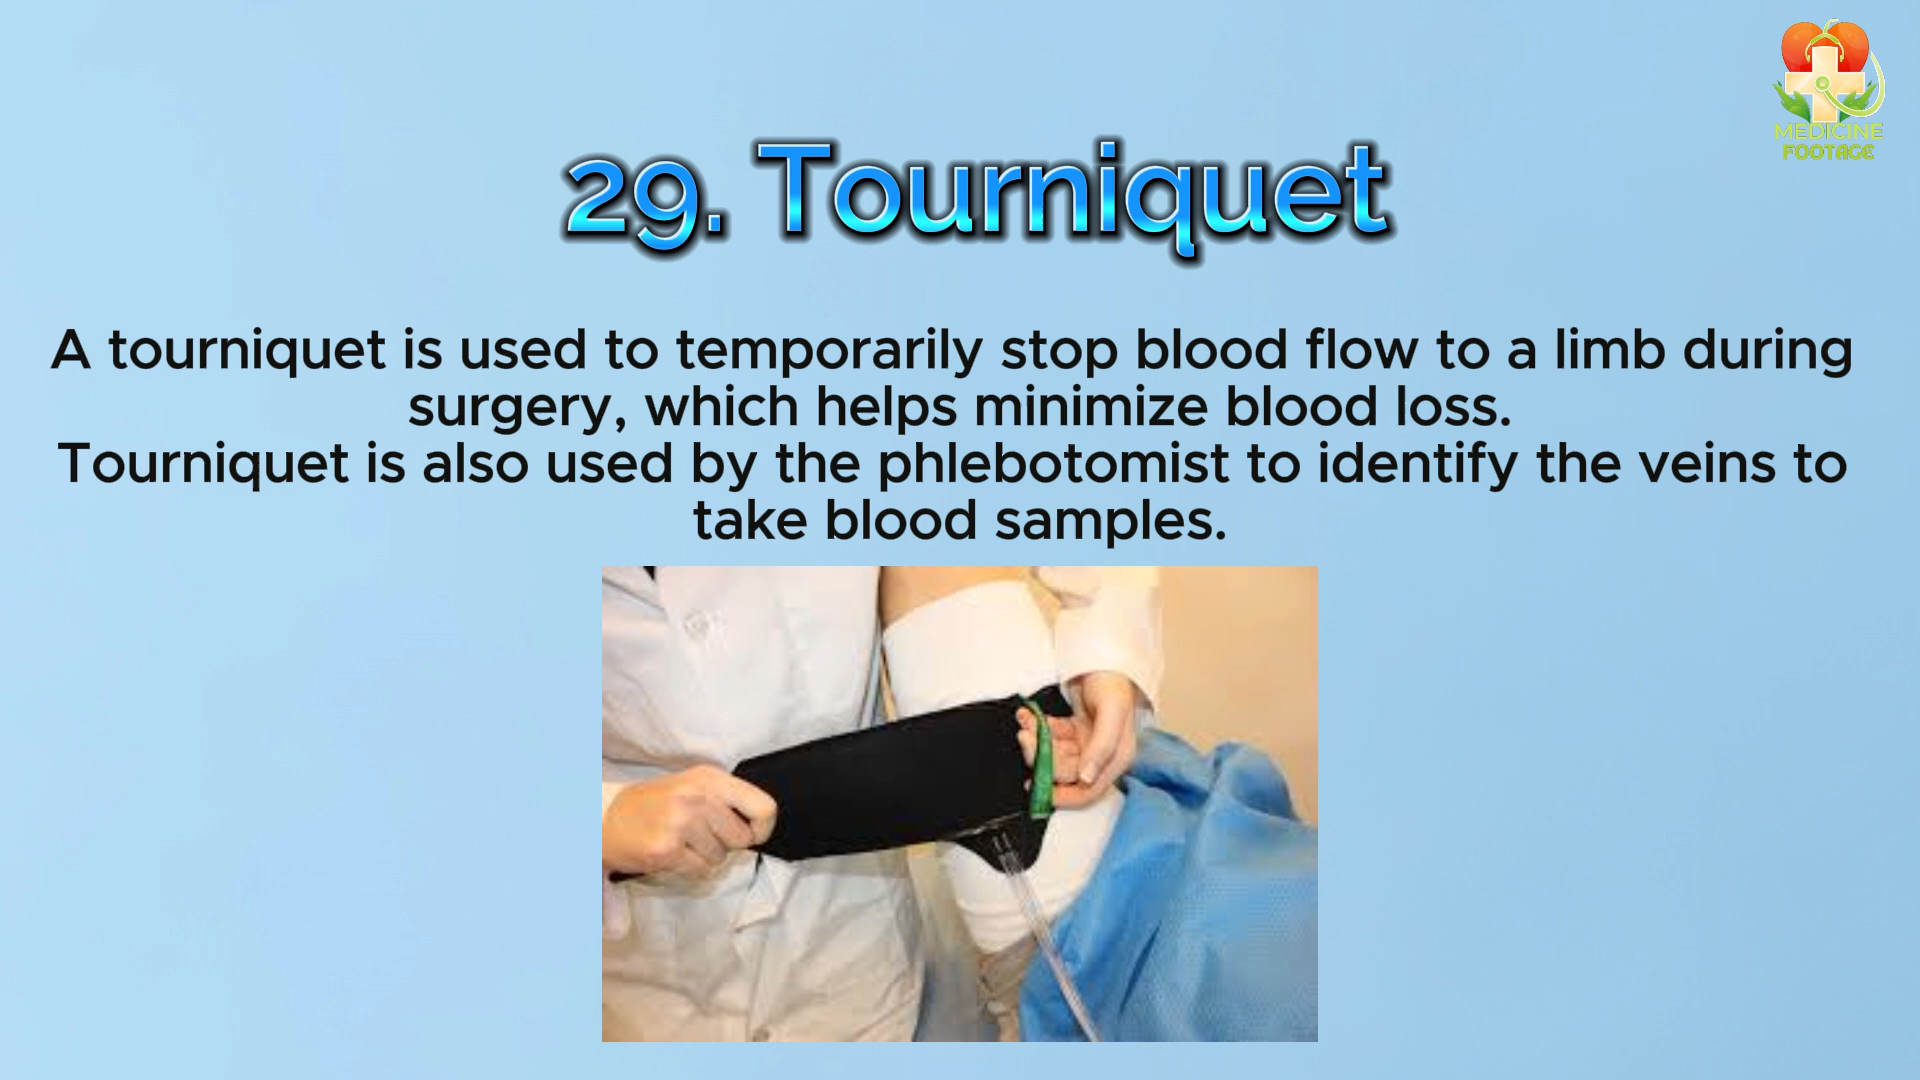 MEDICINE
FOOTAGE
29. Tourniquet
A tourniquet is used to temporarily stop blood flow to a limb during
surgery, which helps minimize blood loss.
Tourniquet is also used by the phlebotomist to identify the veins to
take blood samples.